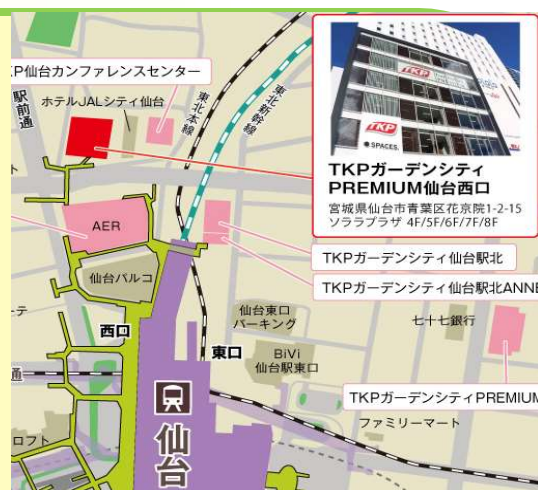 KP仙台カンファレンスセンター
駅前通
ホテルJALシティ仙台
東北本線
東北新幹線
TKP
TKP
SPACES.
TKPガーデンシティ
PREMIUM仙台西口
宮城県仙台市青葉区花京院1-2-15
ソララプラザ 4F/5F/6F/7F/8F
AER
TKPガーデンシティ仙台駅北
TKPガーデンシティ仙台駅北ANNE
仙台パルコ
西口
東口
仙台東口
パーキング
BiVi
仙台駅東口
七十七銀行
通
仙台
TKPガーデンシティPREMIUM
ファミリーマート
ロフト